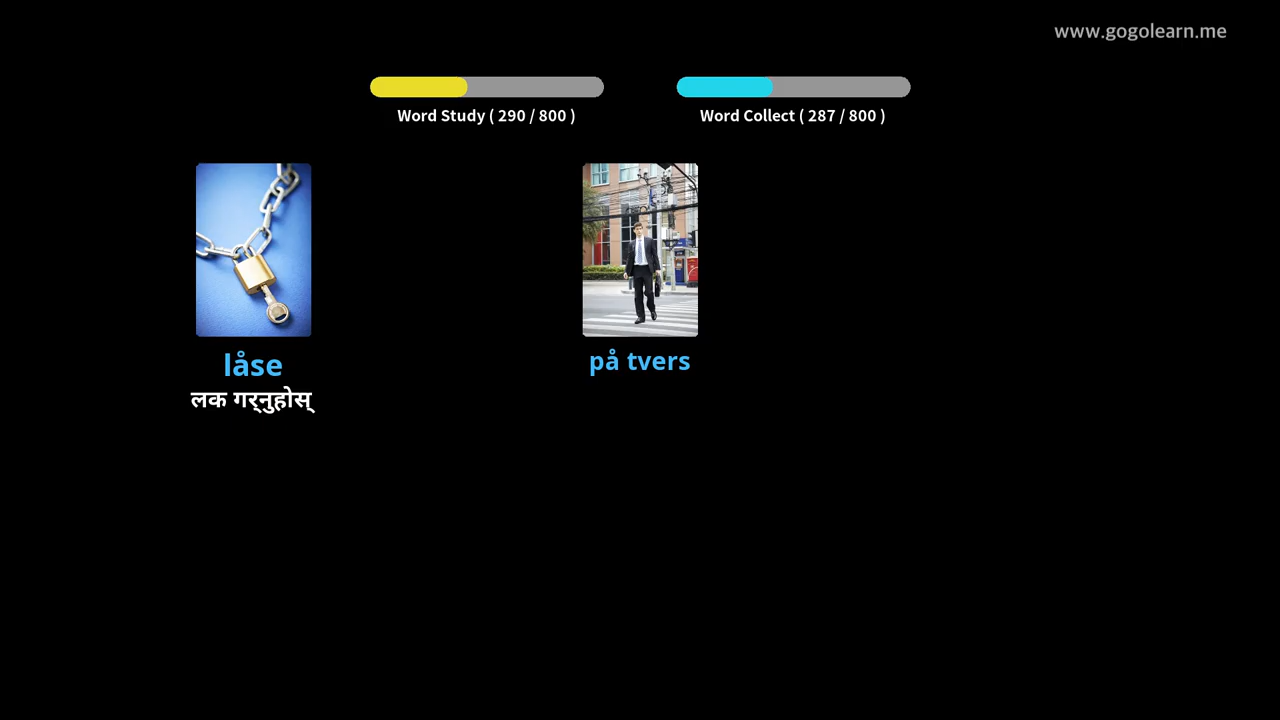 www.gogolearn.me
Word Study ( 290 / 800 )
Word Collect ( 287 / 800 )
låse
på tvers
लक गर्नुहोस्